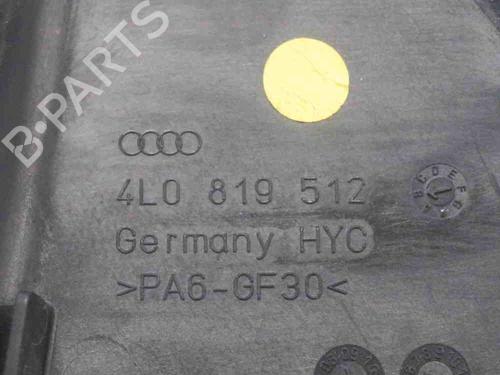 B-PARTS
4L0 819 512
Germany HYC
>PA6-GF30<